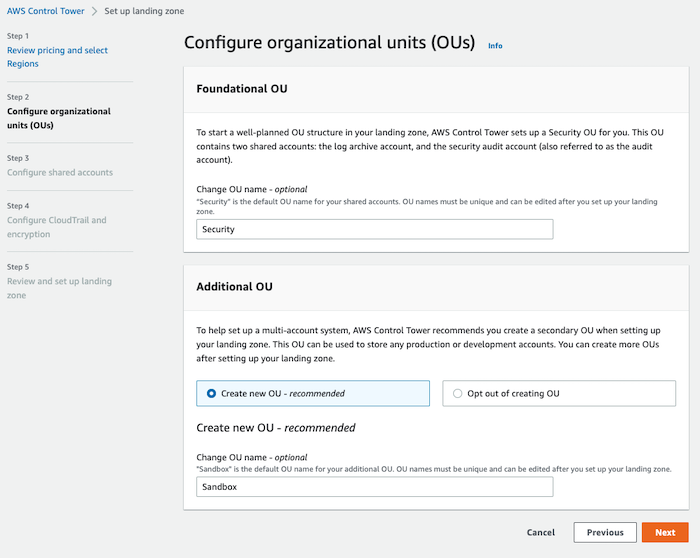 AWS Control Tower > Set up landing zone
Step 1
Review pricing and select
Regions
Step 2
Configure organizational
units (OUs)
Step 3
Configure shared accounts
Step 4
Configure CloudTrail and
encryption
Step 5
Review and set up landing
zone
Configure organizational units (OUs) Info
Foundational OU
To start a well-planned OU structure in your landing zone, AWS Control Tower sets up a Security OU for you. This OU
contains two shared accounts: the log archive account, and the security audit account (also referred to as the audit
account).
Change OU name - optional
"Security" is the default OU name for your shared accounts. OU names must be unique and can be edited after you set up your landing
zone.
Security
Additional OU
To help set up a multi-account system, AWS Control Tower recommends you create a secondary OU when setting up
your landing zone. This OU can be used to store any production or development accounts. You can create more OUs
after setting up your landing zone.
Create new OU - recommended
Opt out of creating OU
Create new OU - recommended
Change OU name - optional
"Sandbox" is the default OU name for your additional OU. OU names must be unique and can be edited after you set up your landing zone.
Sandbox
Cancel
Previous
Next